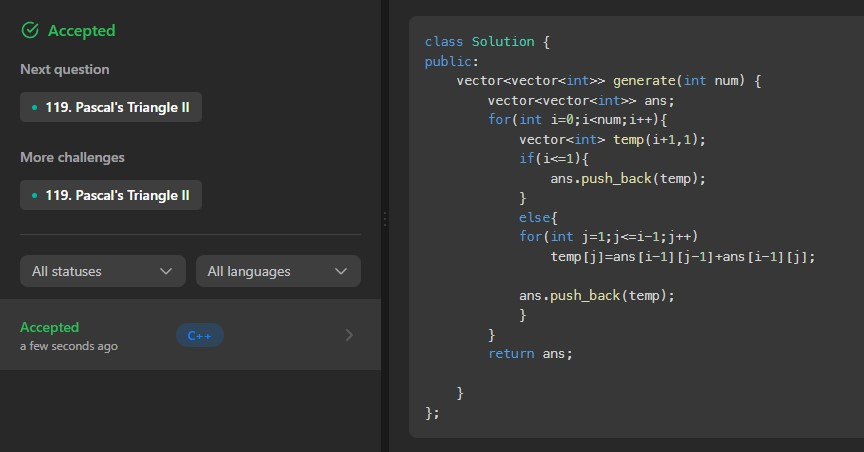 Accepted
Next question
119. Pascal's Triangle II
More challenges
119. Pascal's Triangle II
All statuses
All languages
Accepted
a few seconds ago
C++
class Solution {
public:
    vector<vector<int>> generate(int num) {
        vector<vector<int>> ans;
        for(int i=0;i<num;i++){
            vector<int> temp(i+1,1);
            if(i<=1){
                ans.push_back(temp);
            }
            else{
            for(int j=1;j<=i-1;j++)
                temp[j]=ans[i-1][j-1]+ans[i-1][j];
            ans.push_back(temp);
            }
        }
        return ans;
    }
};